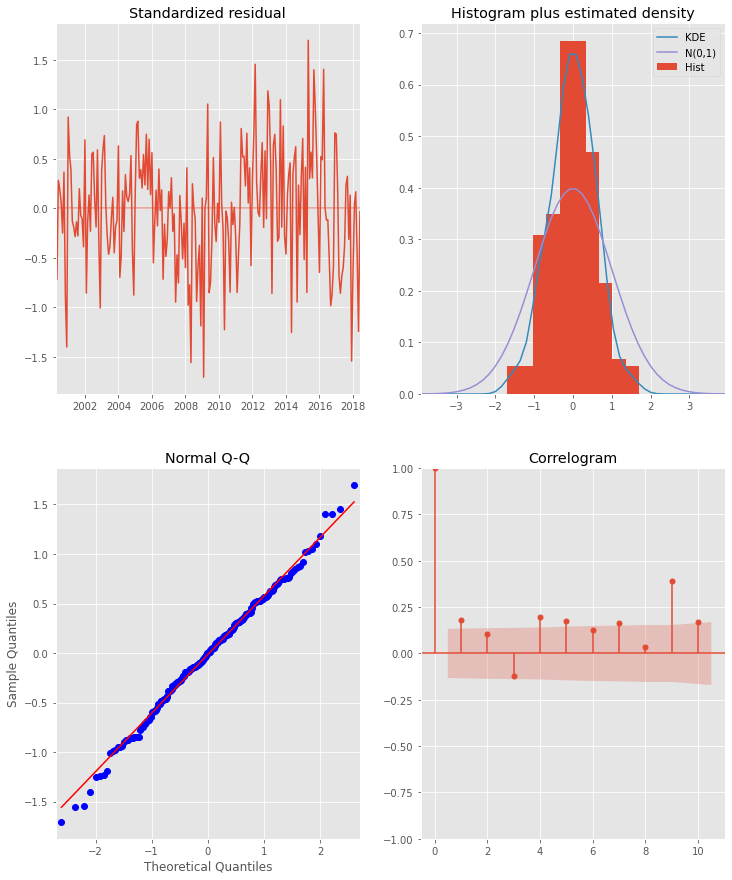 Standardized residual
1.5
1.0
0.5
0.0
−0.5
−1.0
−1.5
2002 2004 2006 2008 2010 2012 2014 2016 2018
Histogram plus estimated density
KDE
N(0,1)
Hist
0.7
0.6
0.5
0.4
0.3
0.2
0.1
0.0
−3 −2 −1 0 1 2 3
Normal Q-Q
Sample Quantiles
1.5
1.0
0.5
0.0
−0.5
−1.0
−1.5
−2 −1 0 1 2
Theoretical Quantiles
Correlogram
1.00
0.75
0.50
0.25
0.00
−0.25
−0.50
−0.75
−1.00
0 2 4 6 8 10